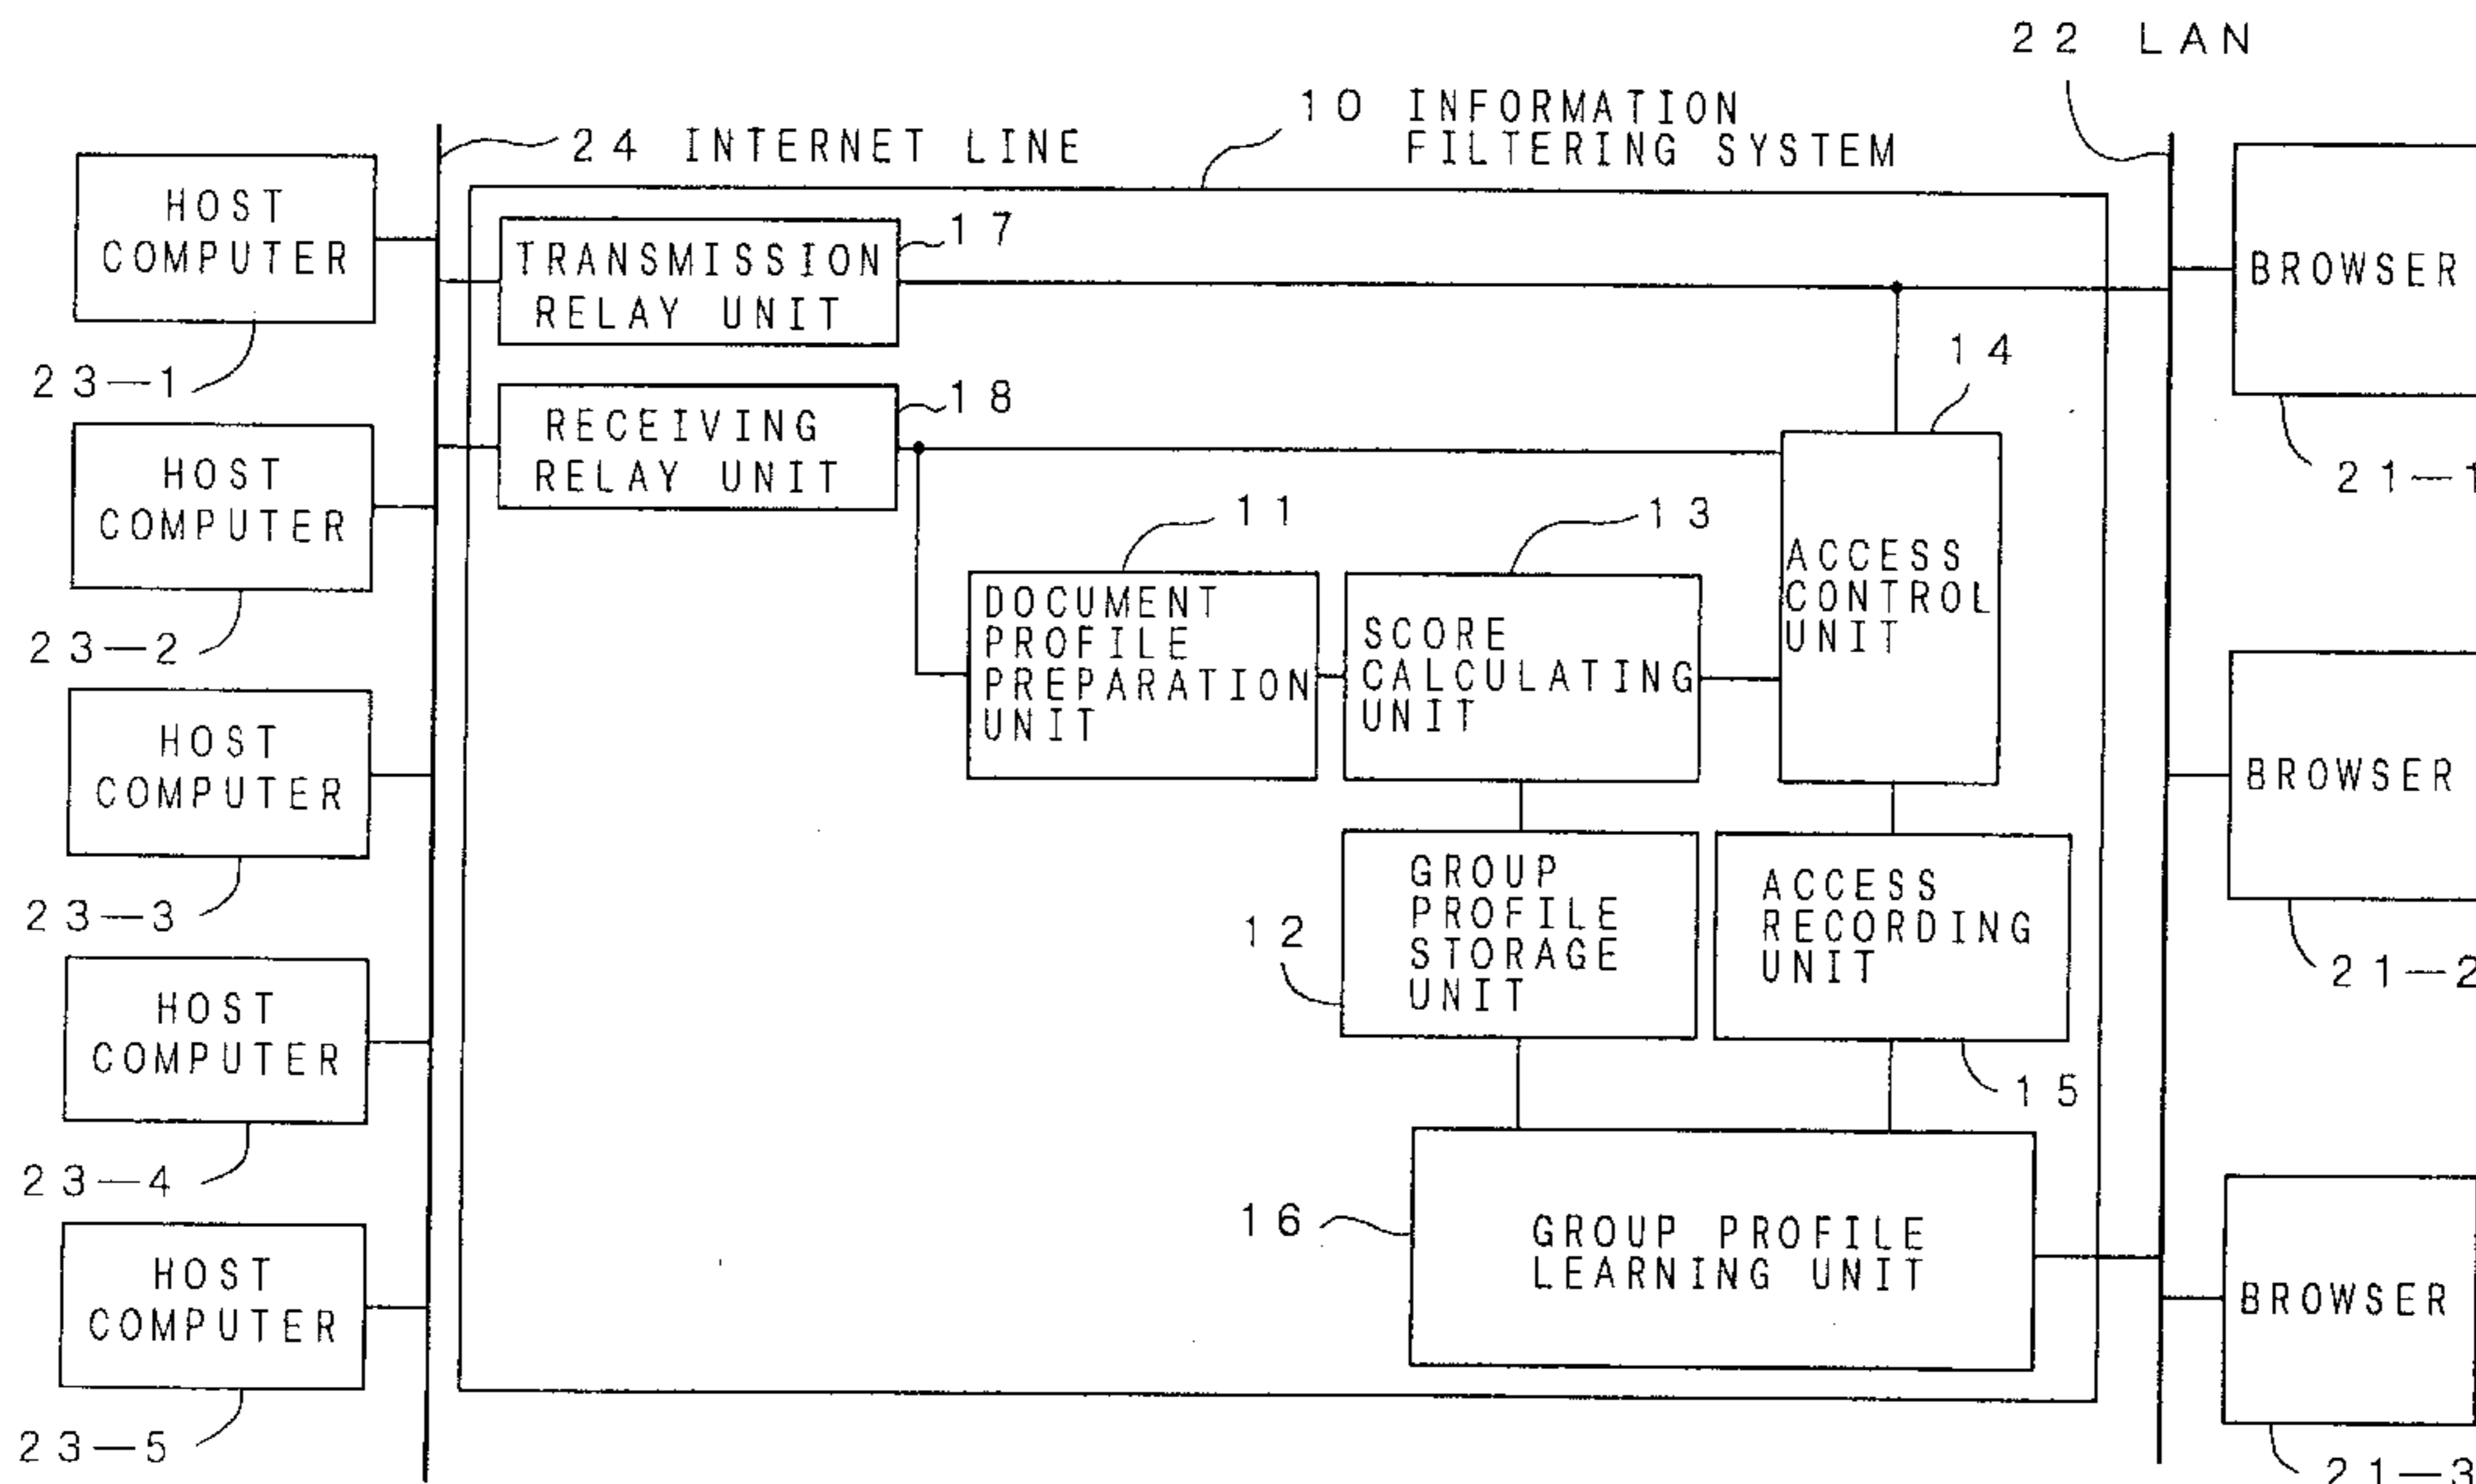 22 LAN
10 INFORMATION
FILTERING SYSTEM
24 INTERNET LINE
HOST
COMPUTER
23—1
HOST
COMPUTER
23—2
HOST
COMPUTER
23—3
HOST
COMPUTER
23—4
HOST
COMPUTER
23—5
TRANSMISSION
RELAY UNIT
17
RECEIVING
RELAY UNIT
18
11
DOCUMENT
PROFILE
PREPARATION
UNIT
13
SCORE
CALCULATING
UNIT
14
ACCESS
CONTROL
UNIT
12
GROUP
PROFILE
STORAGE
UNIT
ACCESS
RECORDING
UNIT
15
16
GROUP PROFILE
LEARNING UNIT
BROWSER
21—1
BROWSER
21—2
BROWSER
21—3